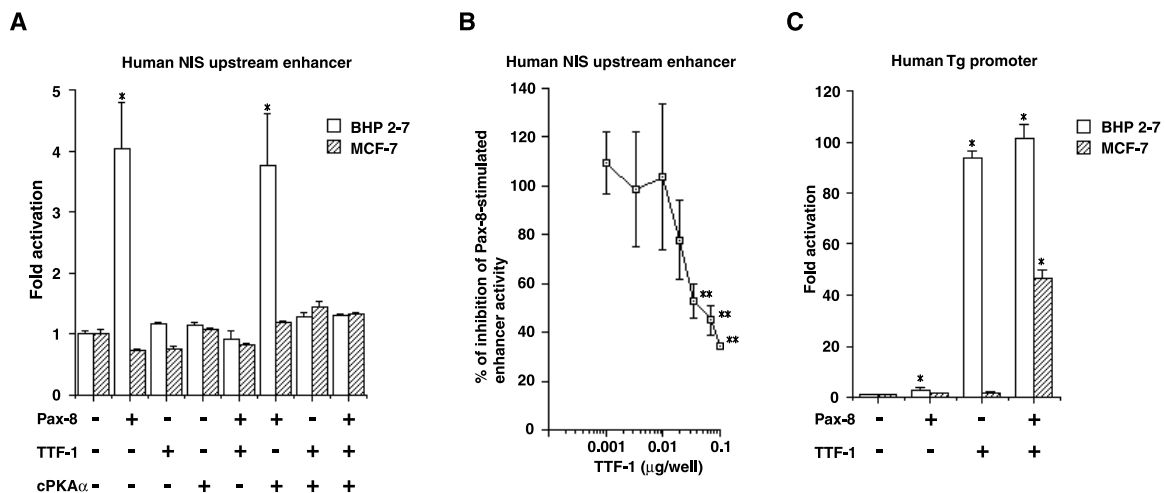 A
Human NIS upstream enhancer
Fold activation
5
4
3
2
1
0
*
*
BHP 2-7
MCF-7
Pax-8 - + - - + + - +
TTF-1 - - + - + - + +
cPKAα - - - + - + + +
B
Human NIS upstream enhancer
% of inhibition of Pax-8-stimulated
enhancer activity
140
120
100
80
60
40
20
0
**
**
**
0.001 0.01 0.1
TTF-1 (μg/well)
C
Human Tg promoter
Fold activation
120
100
80
60
40
20
0
*
*
*
*
BHP 2-7
MCF-7
Pax-8 - + - +
TTF-1 - - + +